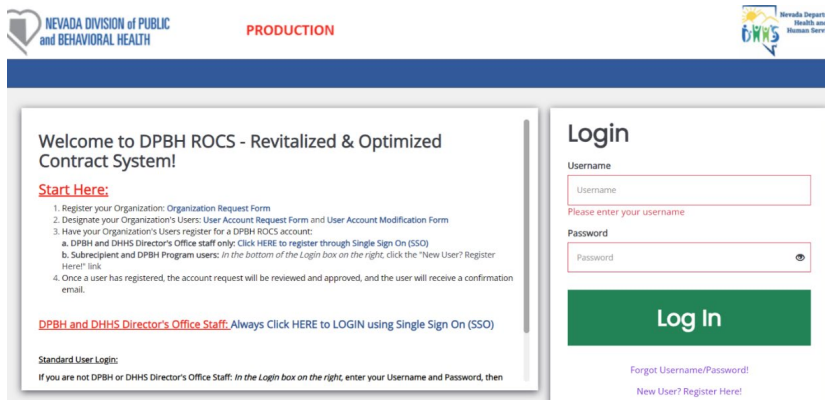 NEVADA DIVISION of PUBLIC
and BEHAVIORAL HEALTH
PRODUCTION
Nevada Depart
Health and
Human Serv
DHHS
Welcome to DPBH ROCS - Revitalized & Optimized
Contract System!
Start Here:
1. Register your Organization: Organization Request Form
2. Designate your Organization's Users: User Account Request Form and User Account Modification Form
3. Have your Organization's Users register for a DPBH ROCS account:
a. DPBH and DHHS Director's Office staff only: Click HERE to register through Single Sign On (SSO)
b. Subrecipient and DPBH Program users: In the bottom of the Login box on the right, click the "New User? Register
Here!" link
4. Once a user has registered, the account request will be reviewed and approved, and the user will receive a confirmation
email.
DPBH and DHHS Director's Office Staff: Always Click HERE to LOGIN using Single Sign On (SSO)
Standard User Login:
If you are not DPBH or DHHS Director's Office Staff: In the Login box on the right, enter your Username and Password, then
Login
Username
Username
Please enter your username
Password
Password
Log In
Forgot Username/Password!
New User? Register Here!